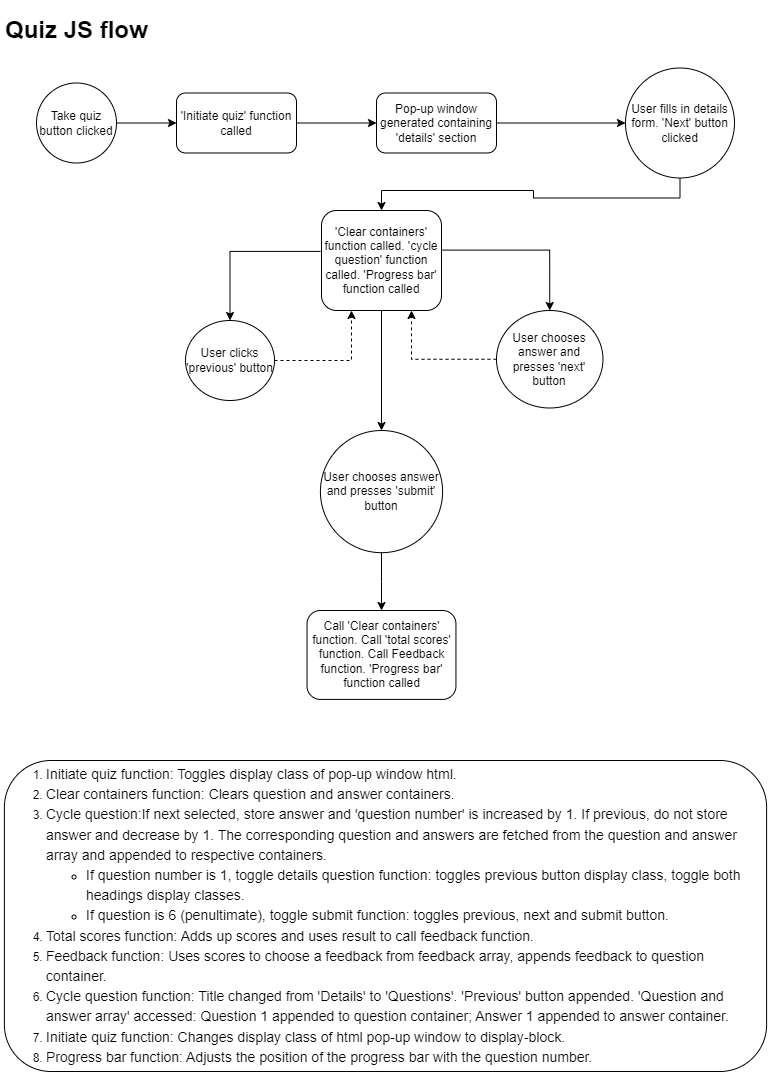 Quiz JS flow
Take quiz
button clicked
'Initiate quiz' function
called
Pop-up window
generated containing
'details' section
User fills in details
form. 'Next' button
clicked
'Clear containers'
function called. 'cycle
question' function
called. 'Progress bar'
function called
User clicks
'previous' button
User chooses
answer and
presses 'next'
button
User chooses answer
and presses 'submit'
button
Call 'Clear containers'
function. Call 'total scores'
function. Call Feedback
function. 'Progress bar'
function called
1. Initiate quiz function: Toggles display class of pop-up window html.
2. Clear containers function: Clears question and answer containers.
3. Cycle question:If next selected, store answer and 'question number' is increased by 1. If previous, do not store
answer and decrease by 1. The corresponding question and answers are fetched from the question and answer
array and appended to respective containers.
If question number is 1, toggle details question function: toggles previous button display class, toggle both
headings display classes.
If question is 6 (penultimate), toggle submit function: toggles previous, next and submit button.
4. Total scores function: Adds up scores and uses result to call feedback function.
5. Feedback function: Uses scores to choose a feedback from feedback array, appends feedback to question
container.
6. Cycle question function: Title changed from 'Details' to 'Questions'. 'Previous' button appended. 'Question and
answer array' accessed: Question 1 appended to question container; Answer 1 appended to answer container.
7. Initiate quiz function: Changes display class of html pop-up window to display-block.
8. Progress bar function: Adjusts the position of the progress bar with the question number.